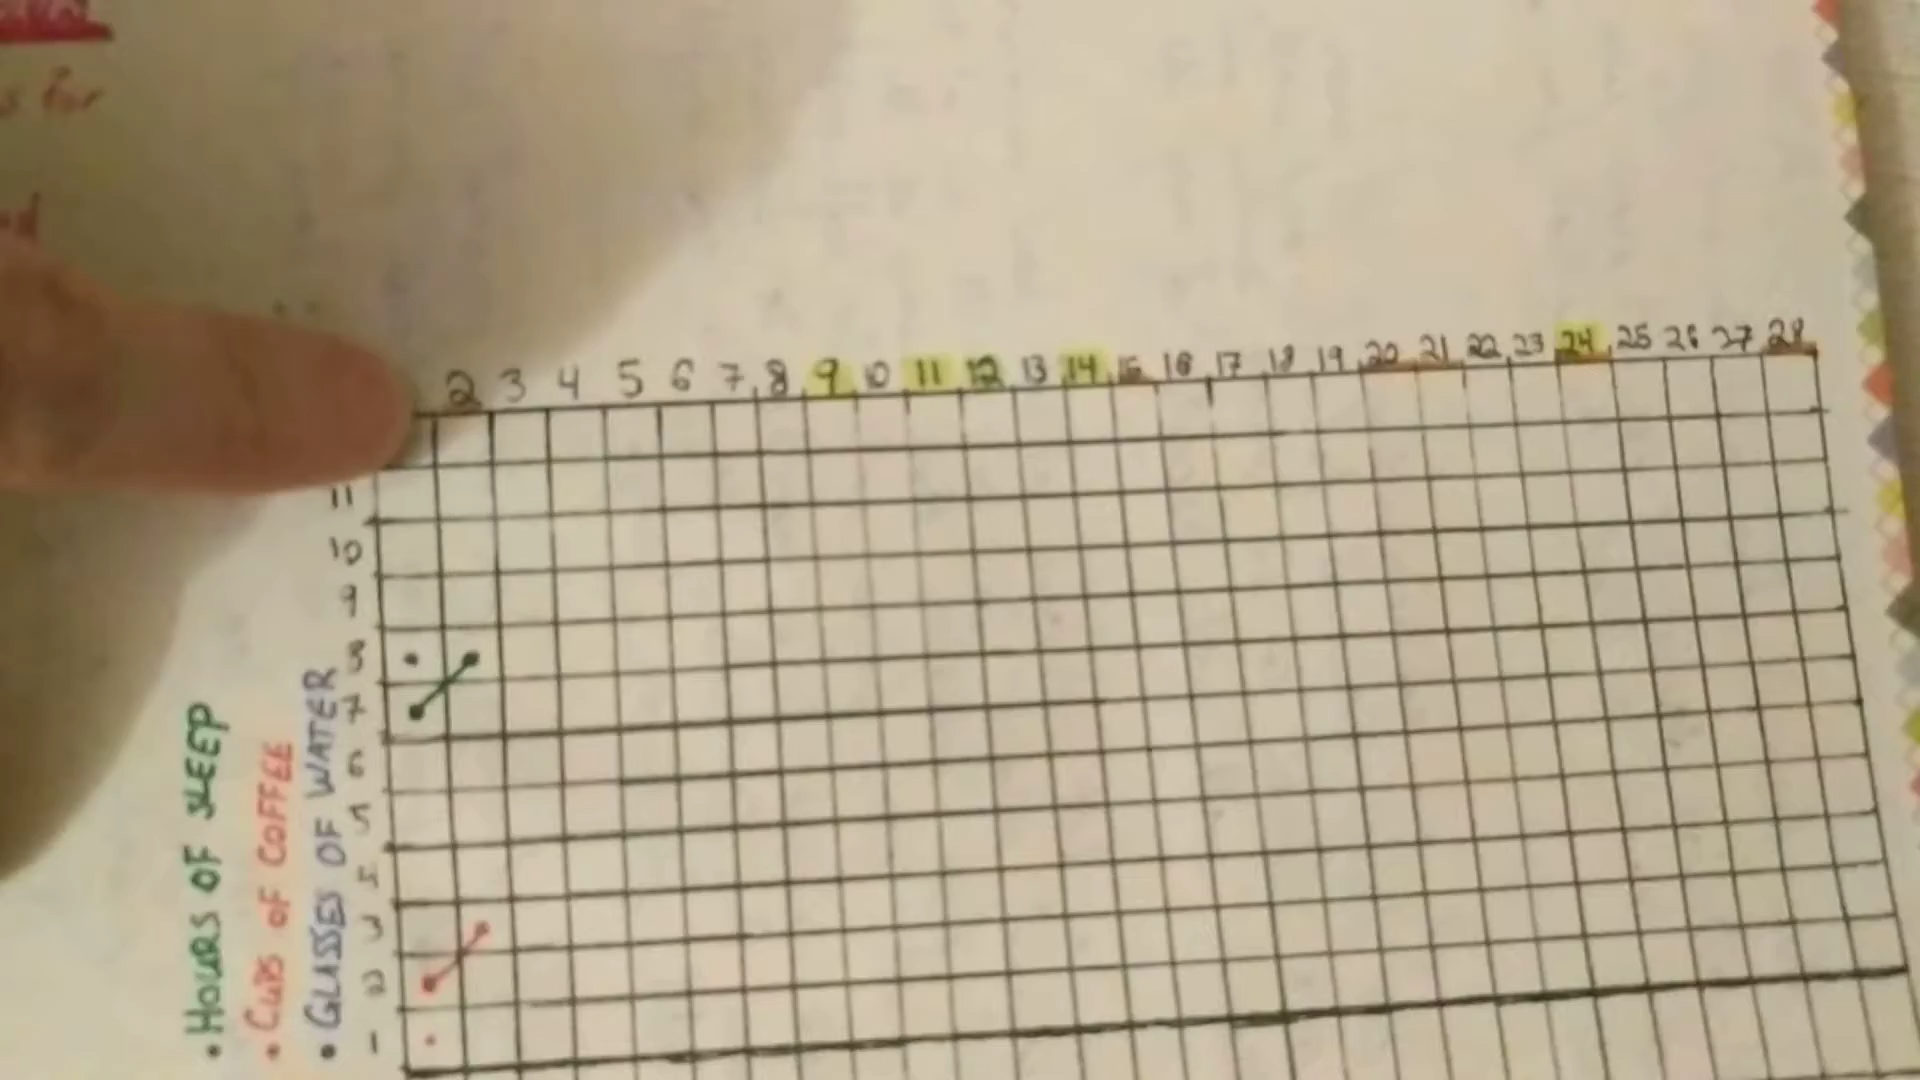 s for
2 3 4 5 6 7 8 9 10 11 12 13 14 15 16 17 18 19 20 21 22 23 24 25 26 27 28
11
10
9
8
7
6
5
3
2
1
• HOURS OF SLEEP
• CUPS OF COFFEE
• GLASSES OF WATER